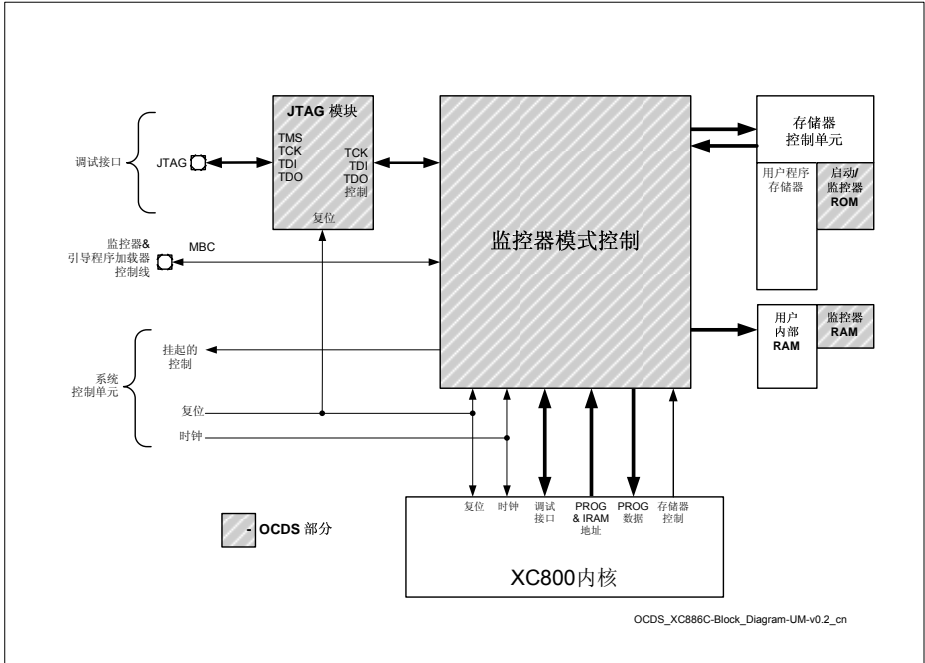 JTAG 模块
TMS
TCK
TDI
TDO
TCK
TDI
TDO
控制
复位
调试接口
JTAG
监控器&
引导程序加载器
控制线
MBC
监控器模式控制
存储器
控制单元
用户程序
存储器
启动/
监控器
ROM
用户
内部
RAM
监控器
RAM
系统
控制单元
挂起的
控制
复位
时钟
- OCDS 部分
复位
时钟
调试
接口
PROG
& IRAM
地址
PROG
数据
存储器
控制
XC800内核
OCDS_XC886C-Block_Diagram-UM-v0.2_cn